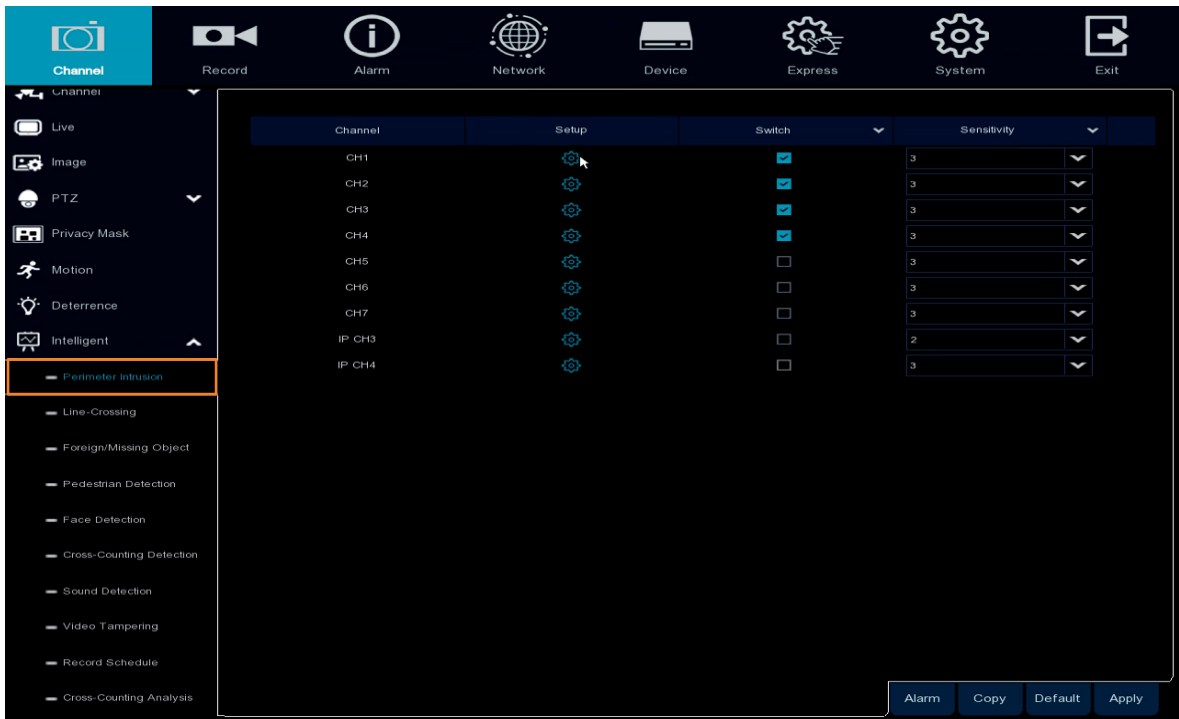 Channel Record Alarm Network Device Express System Exit
Channel
Live
Image
PTZ
Privacy Mask
Motion
Deterrence
Intelligent
Perimeter Intrusion
Line-Crossing
Foreign/Missing Object
Pedestrian Detection
Face Detection
Cross-Counting Detection
Sound Detection
Video Tampering
Record Schedule
Cross-Counting Analysis
Channel Setup Switch Sensitivity
CH1 3
CH2 3
CH3 3
CH4 3
CH5 3
CH6 3
CH7 3
IP CH3 2
IP CH4 3
Alarm Copy Default Apply